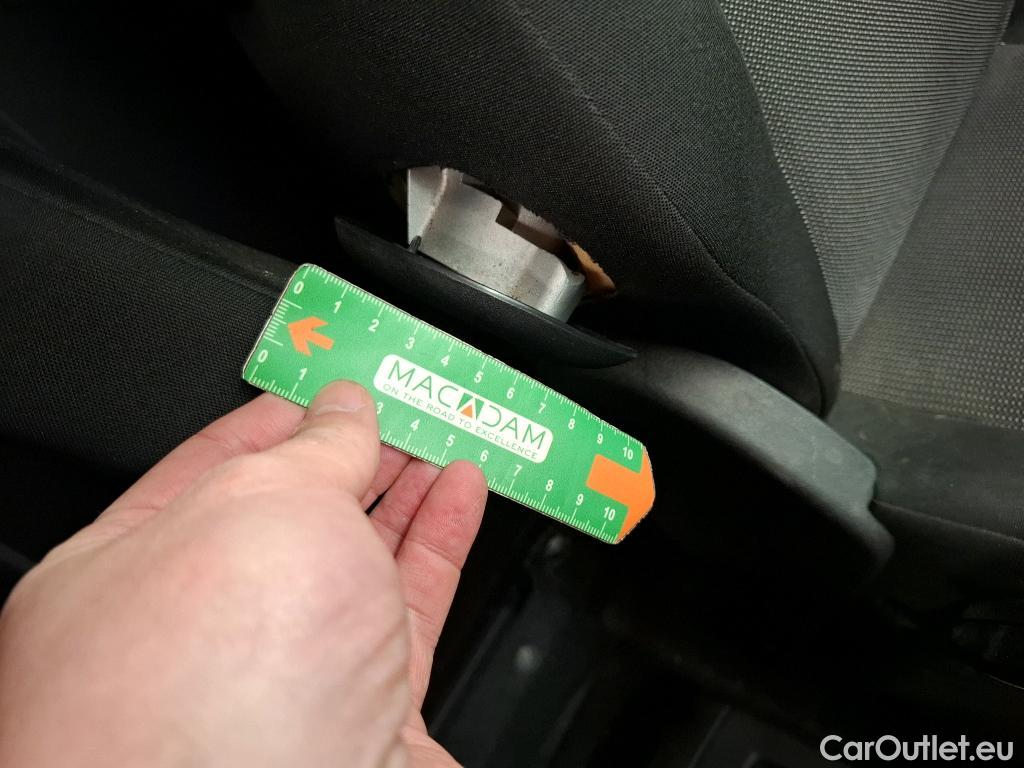 0 1 2 3 4 5 6 7 8 9 10
MACADAM
ON THE ROAD TO EXCELLENCE
0 1 3 4 5 6 7 8 9 10
CarOutlet.eu